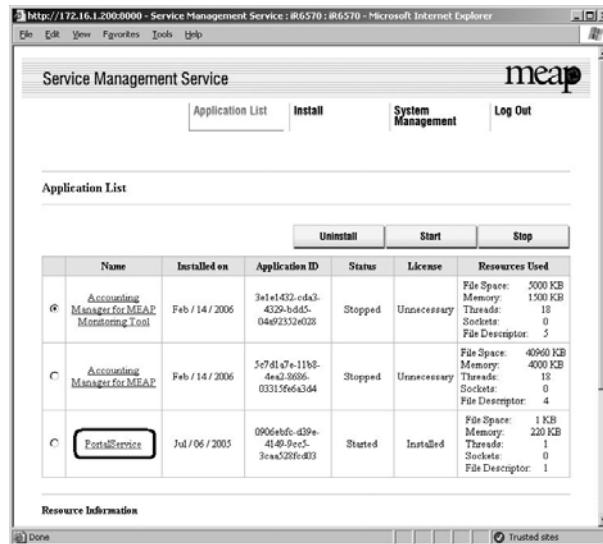 http://172.16.1.200:0000 - Service Management Service : iR6570 : iR6570 - Microsoft Internet Explorer
File Edit View Favorites Tools Help
Service Management Service
meap
Application List Install System Management Log Out
Application List
Uninstall Start Stop
Name Installed on Application ID Status License Resources Used
Accounting Manager for MEAP Monitoring Tool
Feb / 14 / 2006
3e1e1432-cda3-
4329-bdd5-
04a92352e028
Stopped
Unnecessary
File Space: 5000 KB
Memory: 1500 KB
Threads: 18
Sockets: 0
File Descriptor: 5
Accounting Manager for MEAP
Feb / 14 / 2006
5c7d1a7e-11b8-
4ea2-8686-
03315fe6a3d4
Stopped
Unnecessary
File Space: 40960 KB
Memory: 4000 KB
Threads: 18
Sockets: 0
File Descriptor: 4
PortalService
Jul / 06 / 2005
0906ebfc-d39e-
4149-9cc5-
3caa528fcd03
Started
Installed
File Space: 1 KB
Memory: 220 KB
Threads: 1
Sockets: 0
File Descriptor: 1
Resource Information
Done
Trusted sites